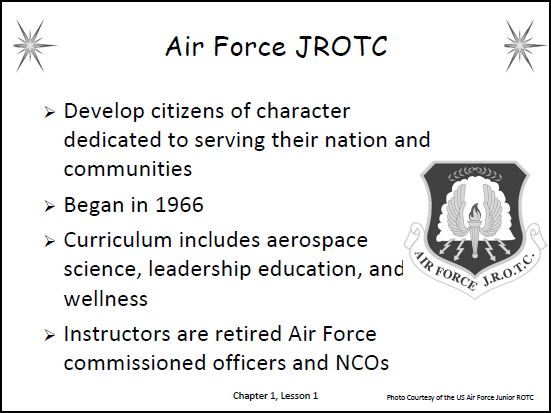 Air Force JROTC
➢ Develop citizens of character
dedicated to serving their nation and
communities
➢ Began in 1966
➢ Curriculum includes aerospace
science, leadership education, and
wellness
➢ Instructors are retired Air Force
commissioned officers and NCOs
AIR FORCE J.R.O.T.C.
Chapter 1, Lesson 1
Photo Courtesy of the US Air Force Junior ROTC